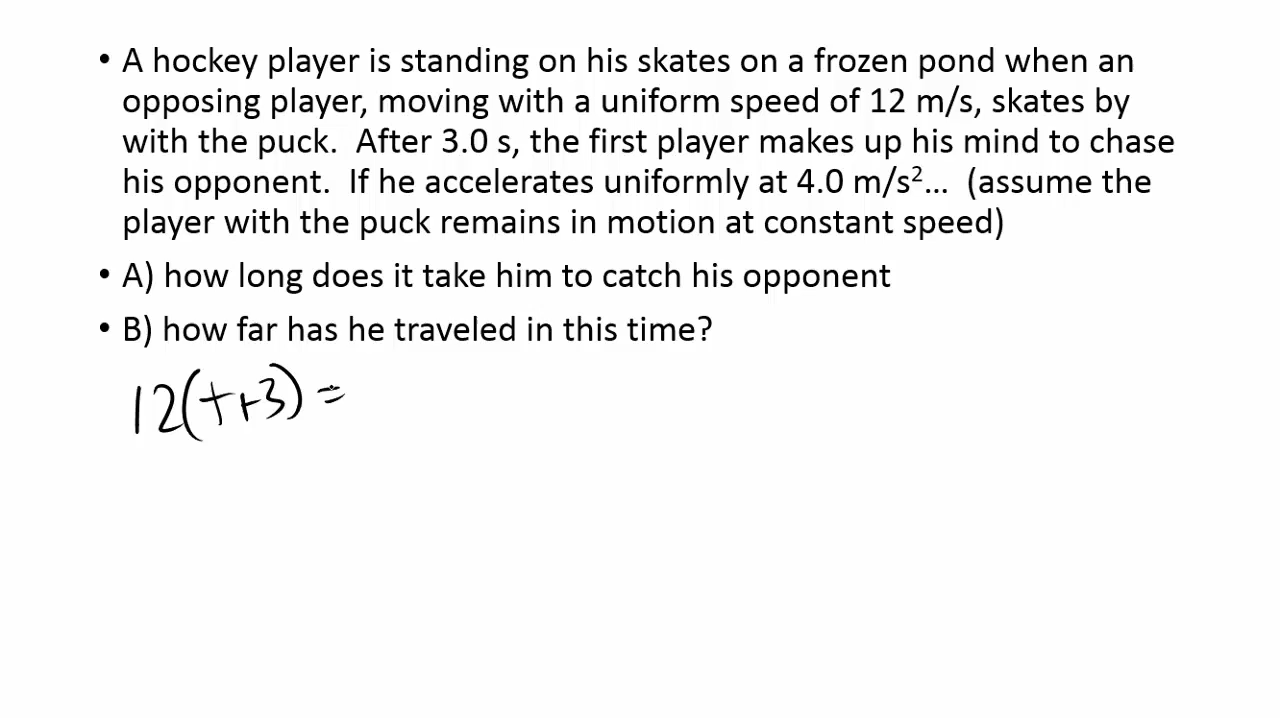 • A hockey player is standing on his skates on a frozen pond when an
opposing player, moving with a uniform speed of 12 m/s, skates by
with the puck.  After 3.0 s, the first player makes up his mind to chase
his opponent.  If he accelerates uniformly at 4.0 m/s²…  (assume the
player with the puck remains in motion at constant speed)
• A) how long does it take him to catch his opponent
• B) how far has he traveled in this time?
12(t+3) =